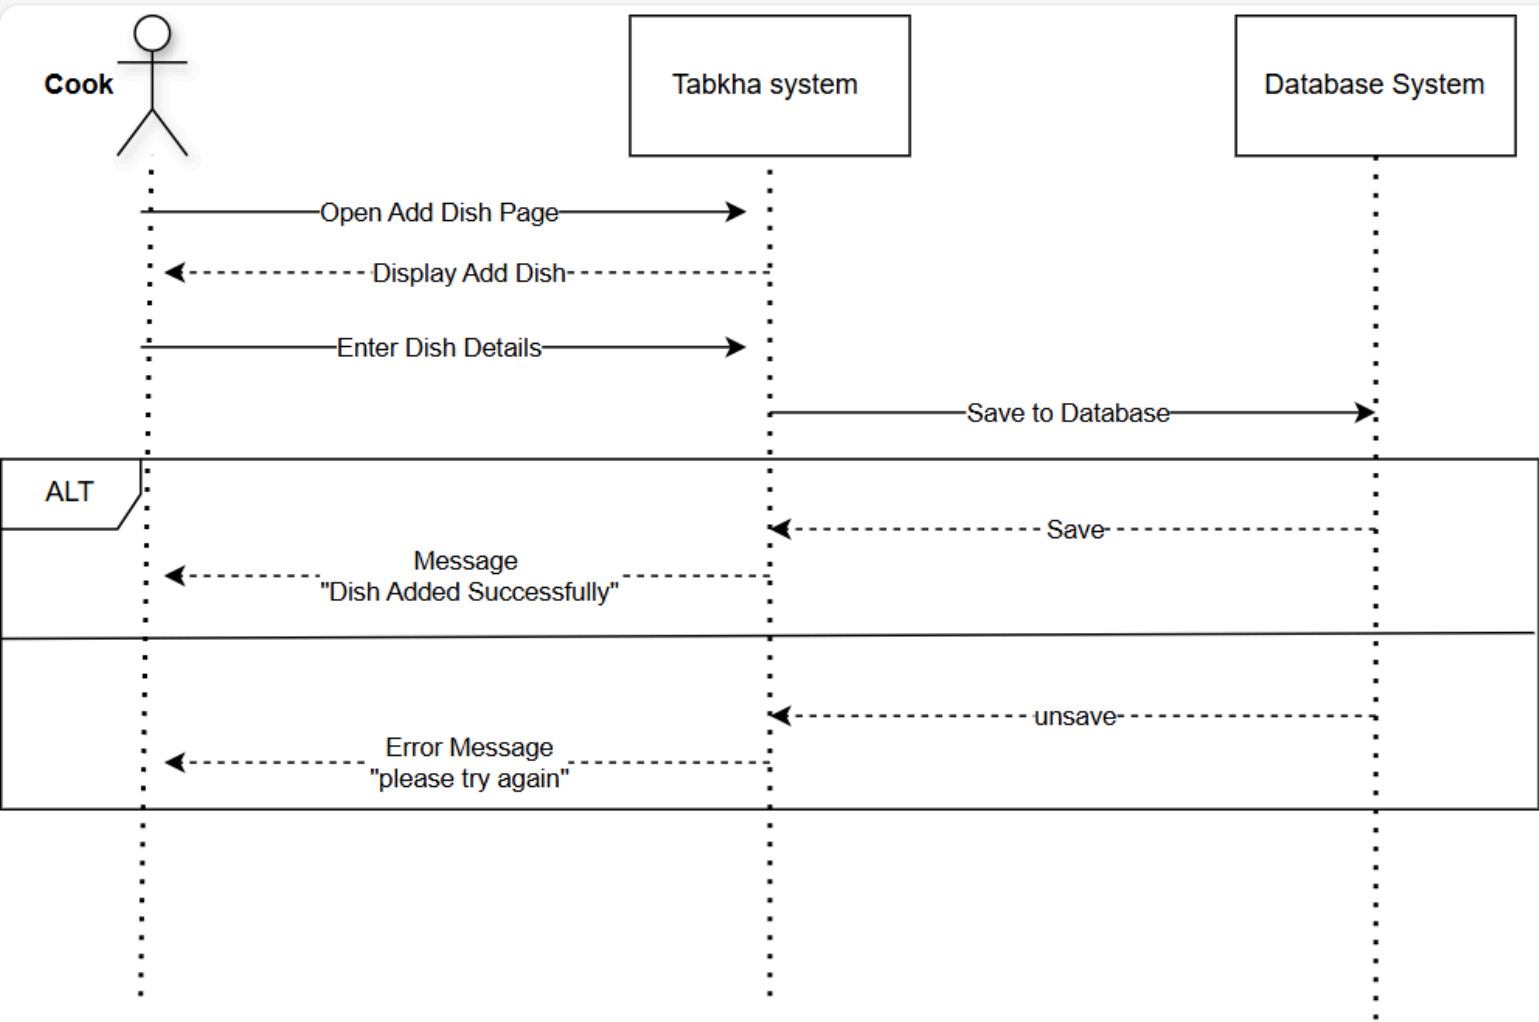 Cook
Tabkha system
Database System
Open Add Dish Page
Display Add Dish
Enter Dish Details
Save to Database
ALT
Save
Message
"Dish Added Successfully"
unsave
Error Message
"please try again"